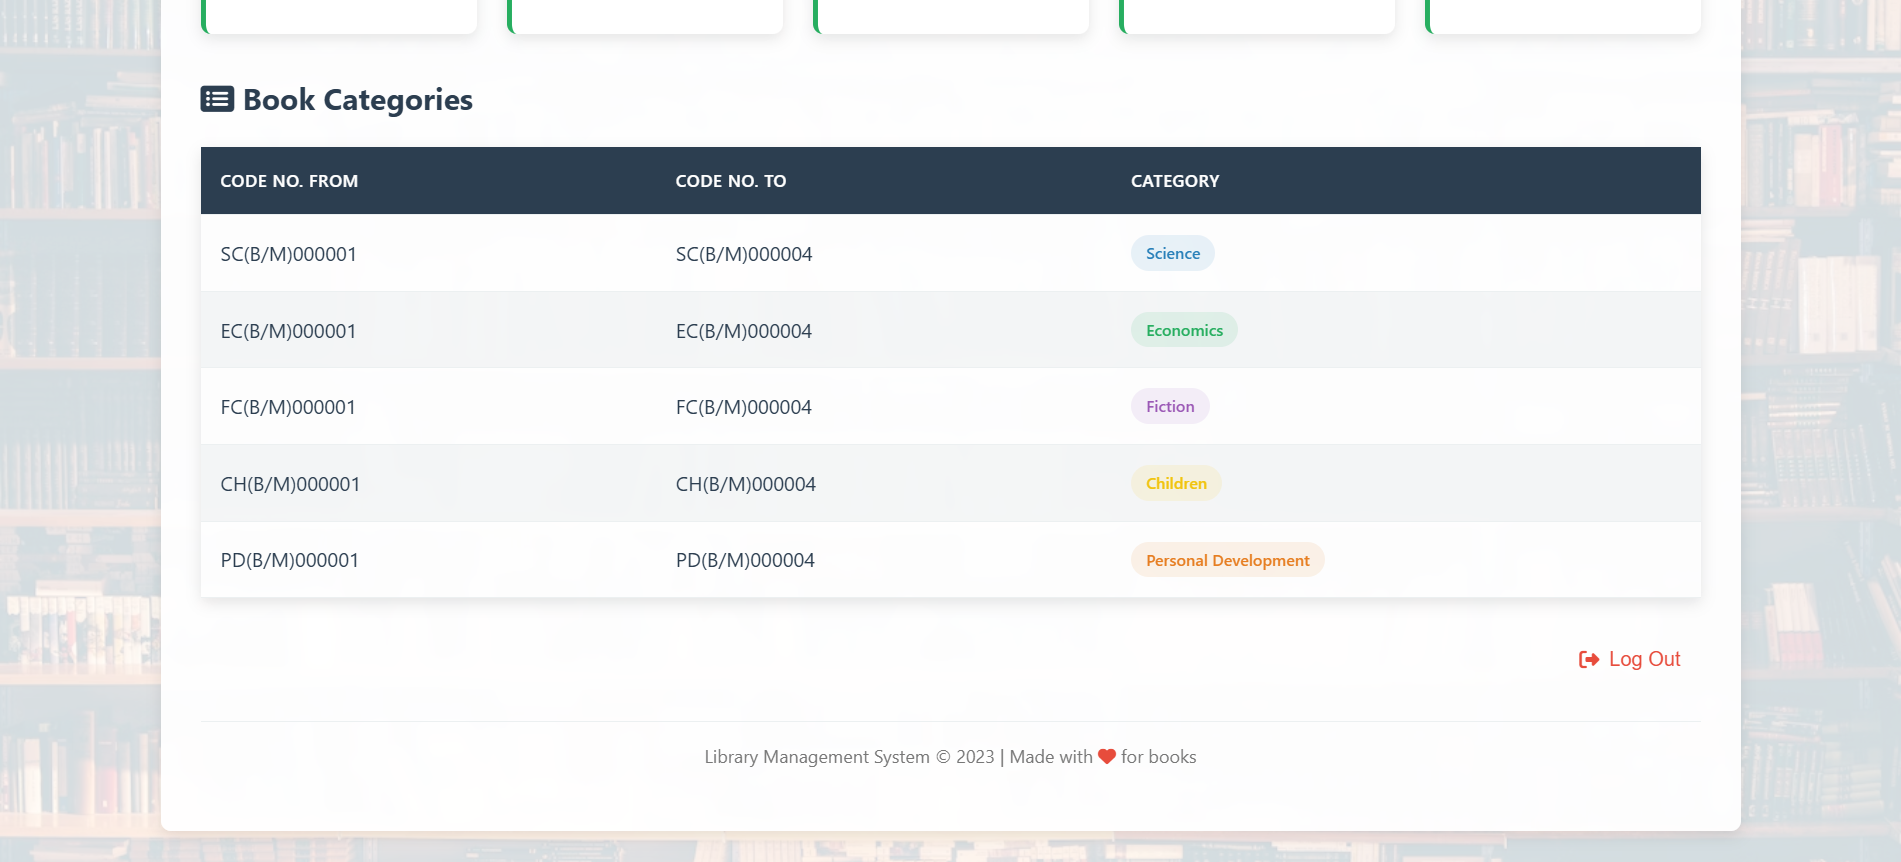 Book Categories
CODE NO. FROM CODE NO. TO CATEGORY
SC(B/M)000001 SC(B/M)000004 Science
EC(B/M)000001 EC(B/M)000004 Economics
FC(B/M)000001 FC(B/M)000004 Fiction
CH(B/M)000001 CH(B/M)000004 Children
PD(B/M)000001 PD(B/M)000004 Personal Development
Log Out
Library Management System © 2023 | Made with ❤ for books